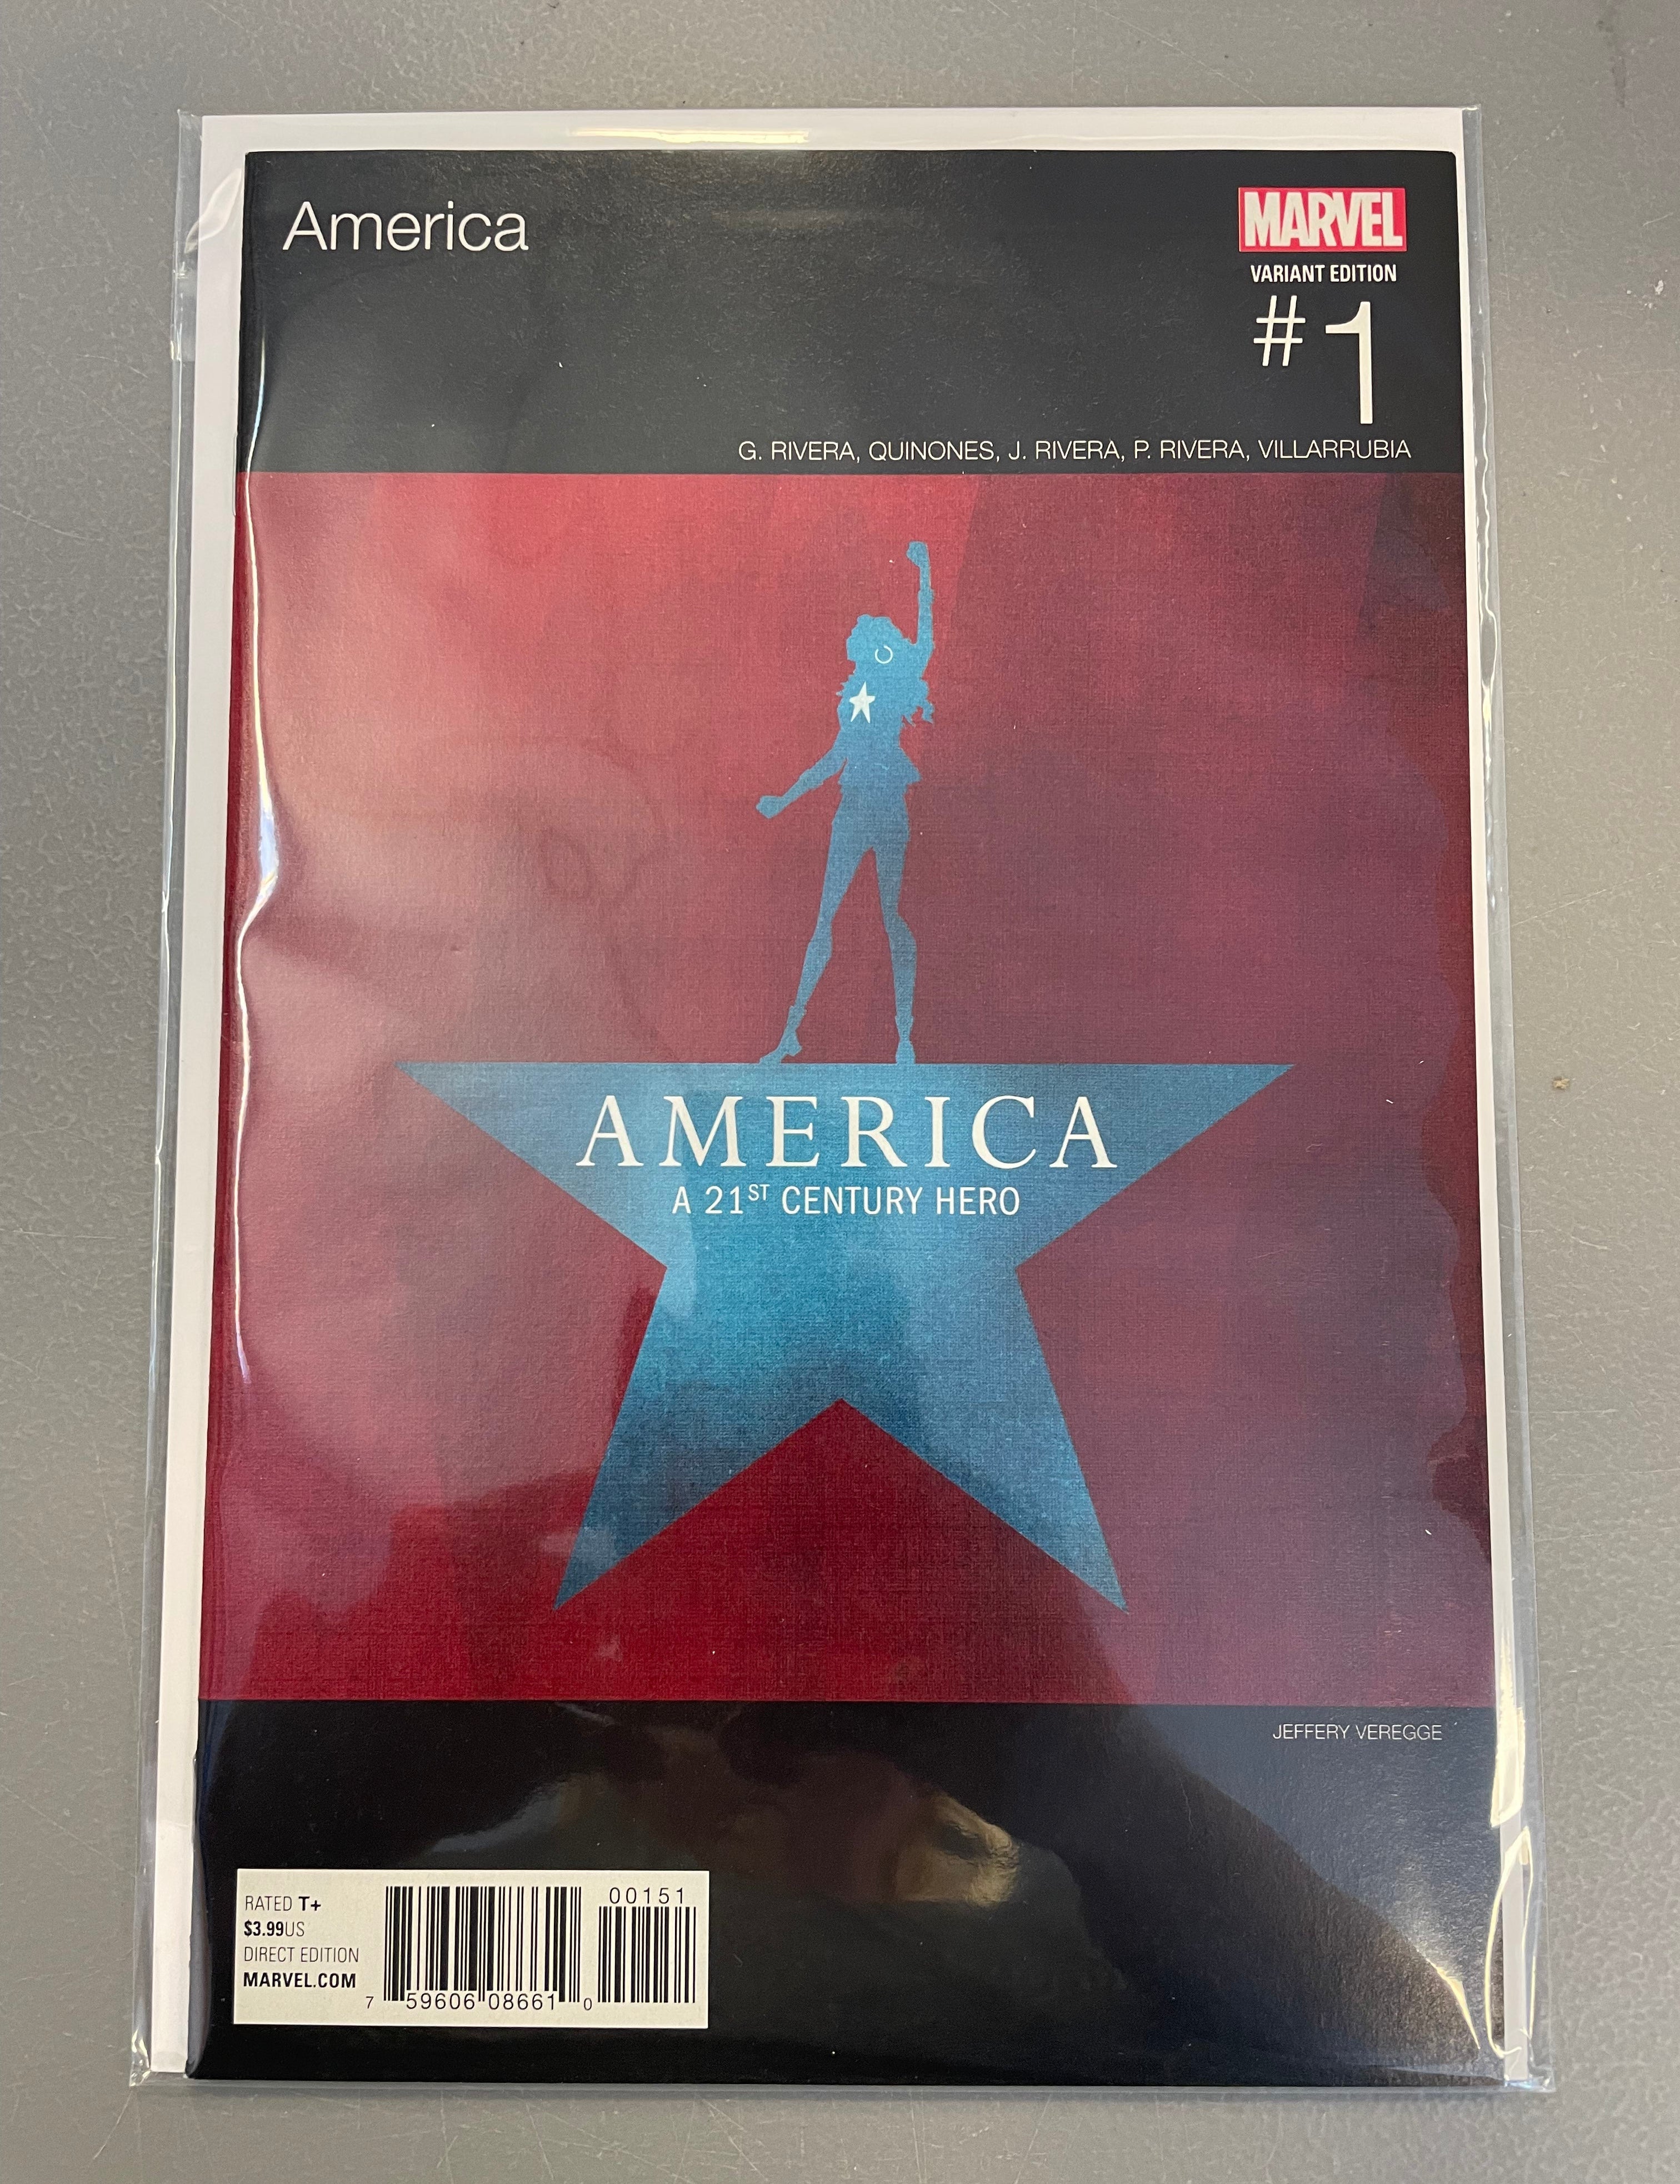 America
MARVEL
VARIANT EDITION
#1
G. RIVERA, QUINONES, J. RIVERA, P. RIVERA, VILLARRUBIA
AMERICA
A 21ST CENTURY HERO
JEFFERY VEREGGE
RATED T+
$3.99US
DIRECT EDITION
MARVEL.COM
00151
7 59606 08661 0